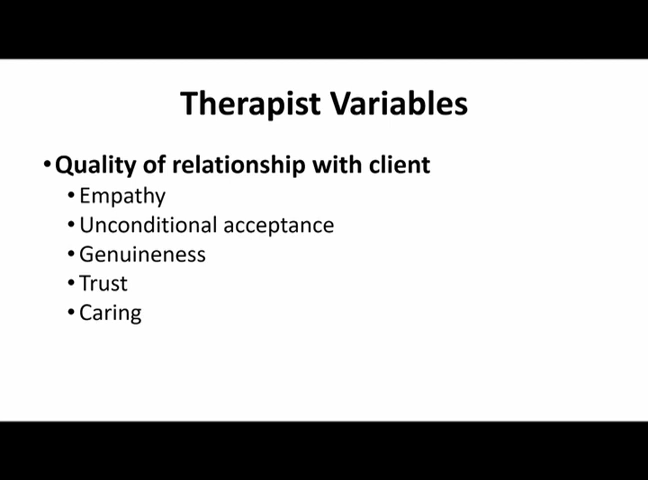 Therapist Variables
•Quality of relationship with client
•Empathy
•Unconditional acceptance
•Genuineness
•Trust
•Caring